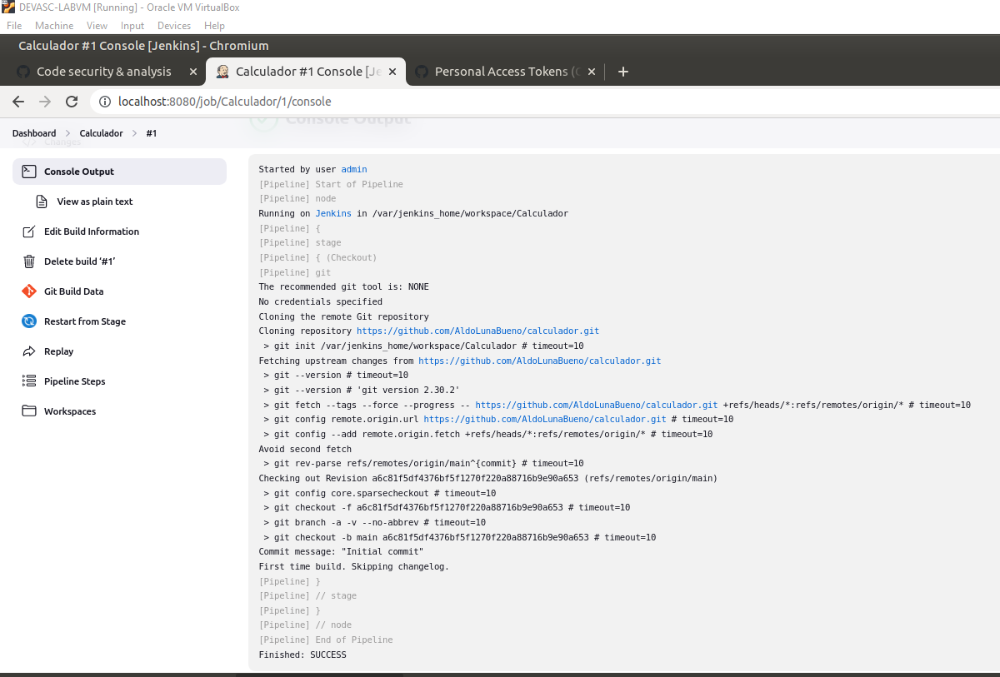 DEVASC-LABVM [Running] - Oracle VM VirtualBox
File Machine View Input Devices Help
Calculador #1 Console [Jenkins] - Chromium
Code security & analysis × Calculador #1 Console [Je × Personal Access Tokens (C × +
localhost:8080/job/Calculador/1/console
Console Output
Dashboard > Calculador > #1
Changes
Console Output
View as plain text
Edit Build Information
Delete build ‘#1’
Git Build Data
Restart from Stage
Replay
Pipeline Steps
Workspaces
Started by user admin
[Pipeline] Start of Pipeline
[Pipeline] node
Running on Jenkins in /var/jenkins_home/workspace/Calculador
[Pipeline] {
[Pipeline] stage
[Pipeline] { (Checkout)
[Pipeline] git
The recommended git tool is: NONE
No credentials specified
Cloning the remote Git repository
Cloning repository https://github.com/AldoLunaBueno/calculador.git
 > git init /var/jenkins_home/workspace/Calculador # timeout=10
Fetching upstream changes from https://github.com/AldoLunaBueno/calculador.git
 > git --version # timeout=10
 > git --version # 'git version 2.30.2'
 > git fetch --tags --force --progress -- https://github.com/AldoLunaBueno/calculador.git +refs/heads/*:refs/remotes/origin/* # timeout=10
 > git config remote.origin.url https://github.com/AldoLunaBueno/calculador.git # timeout=10
 > git config --add remote.origin.fetch +refs/heads/*:refs/remotes/origin/* # timeout=10
Avoid second fetch
 > git rev-parse refs/remotes/origin/main^{commit} # timeout=10
Checking out Revision a6c81f5df4376bf5f1270f220a88716b9e90a653 (refs/remotes/origin/main)
 > git config core.sparsecheckout # timeout=10
 > git checkout -f a6c81f5df4376bf5f1270f220a88716b9e90a653 # timeout=10
 > git branch -a -v --no-abbrev # timeout=10
 > git checkout -b main a6c81f5df4376bf5f1270f220a88716b9e90a653 # timeout=10
Commit message: "Initial commit"
First time build. Skipping changelog.
[Pipeline] }
[Pipeline] // stage
[Pipeline] }
[Pipeline] // node
[Pipeline] End of Pipeline
Finished: SUCCESS